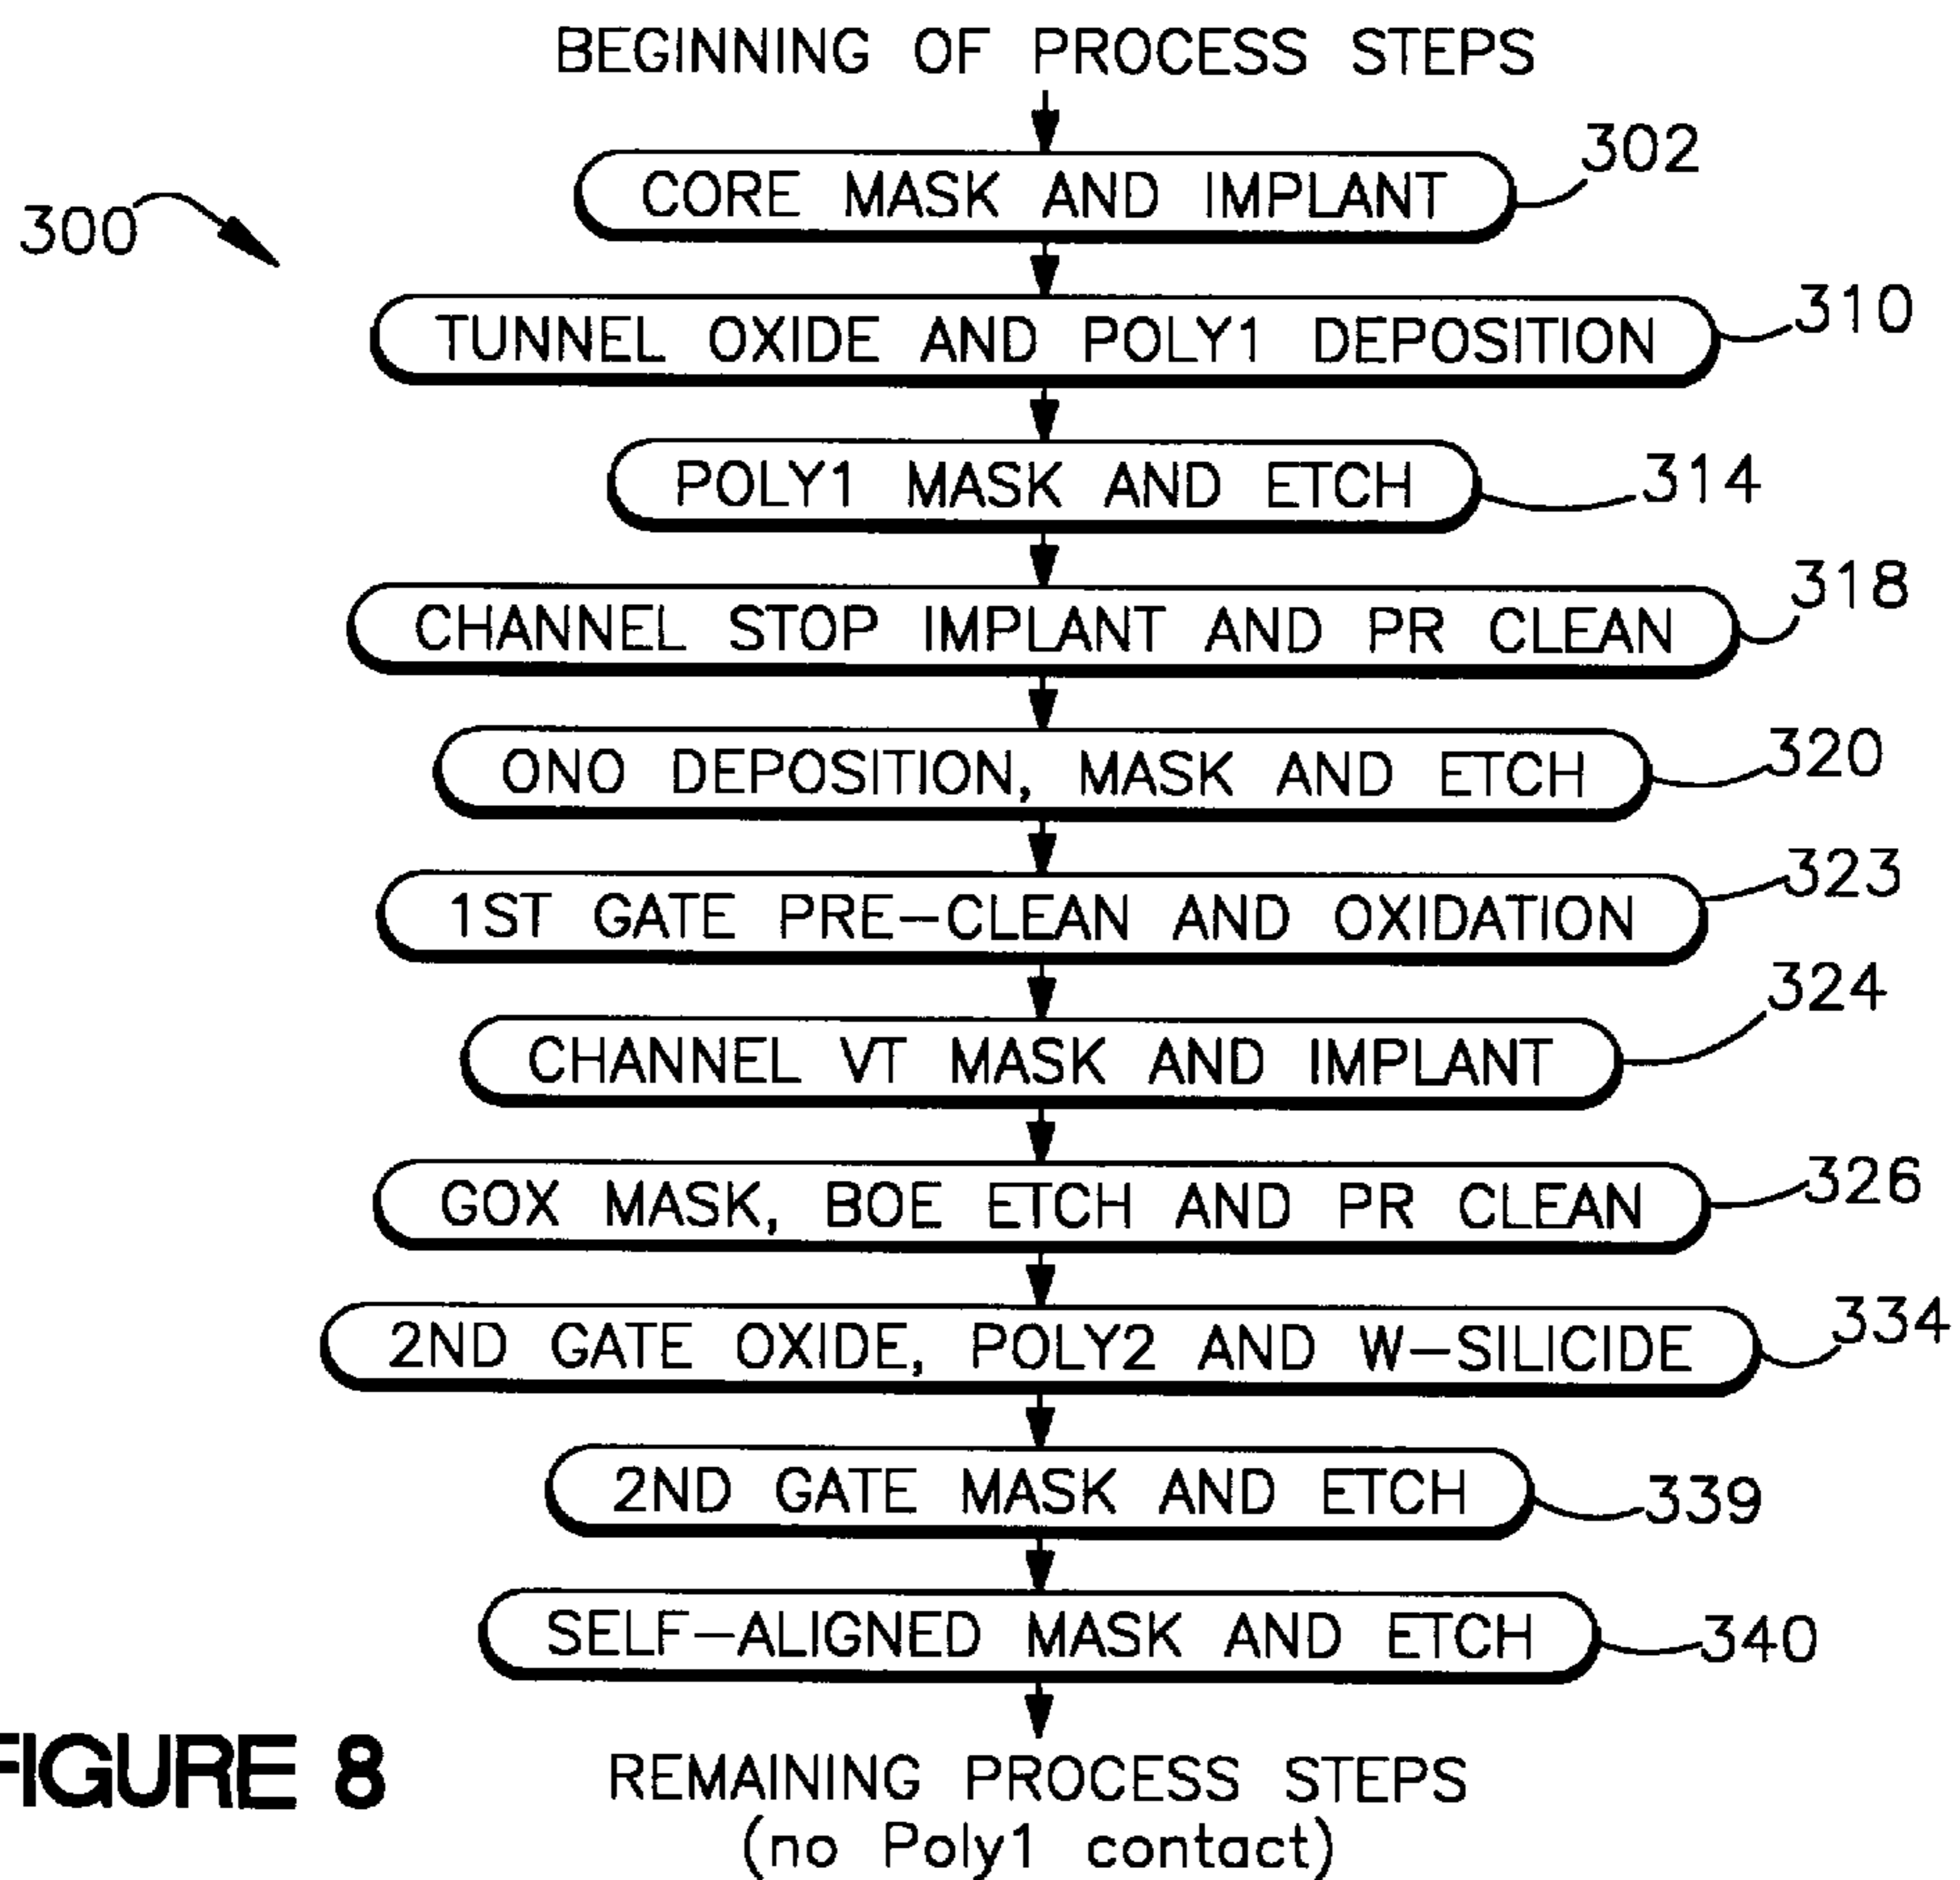 BEGINNING OF PROCESS STEPS
300
CORE MASK AND IMPLANT
302
TUNNEL OXIDE AND POLY1 DEPOSITION
310
POLY1 MASK AND ETCH
314
CHANNEL STOP IMPLANT AND PR CLEAN
318
ONO DEPOSITION, MASK AND ETCH
320
1ST GATE PRE-CLEAN AND OXIDATION
323
CHANNEL VT MASK AND IMPLANT
324
GOX MASK, BOE ETCH AND PR CLEAN
326
2ND GATE OXIDE, POLY2 AND W-SILICIDE
334
2ND GATE MASK AND ETCH
339
SELF-ALIGNED MASK AND ETCH
340
REMAINING PROCESS STEPS
(no Poly1 contact)
FIGURE 8